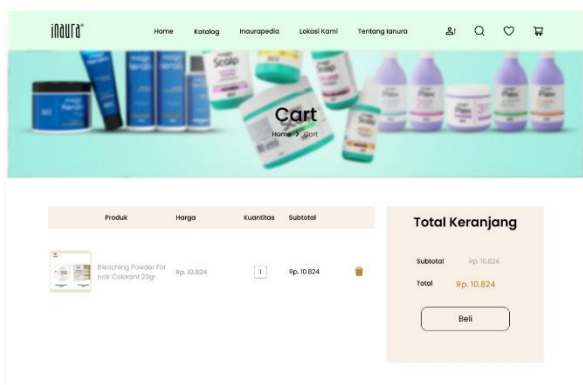 inaura
Home Katalog Inaurapedia Lokasi Kami Tentang Ianura
Scalp
Cart
Home > Cart
Produk Harga Kuantitas Subtotal
Bleaching Powder For
Hair Colorant 20gr
Rp. 10.824
1
Rp. 10.824
Total Keranjang
Subtotal Rp. 10.824
Total Rp. 10.824
Beli